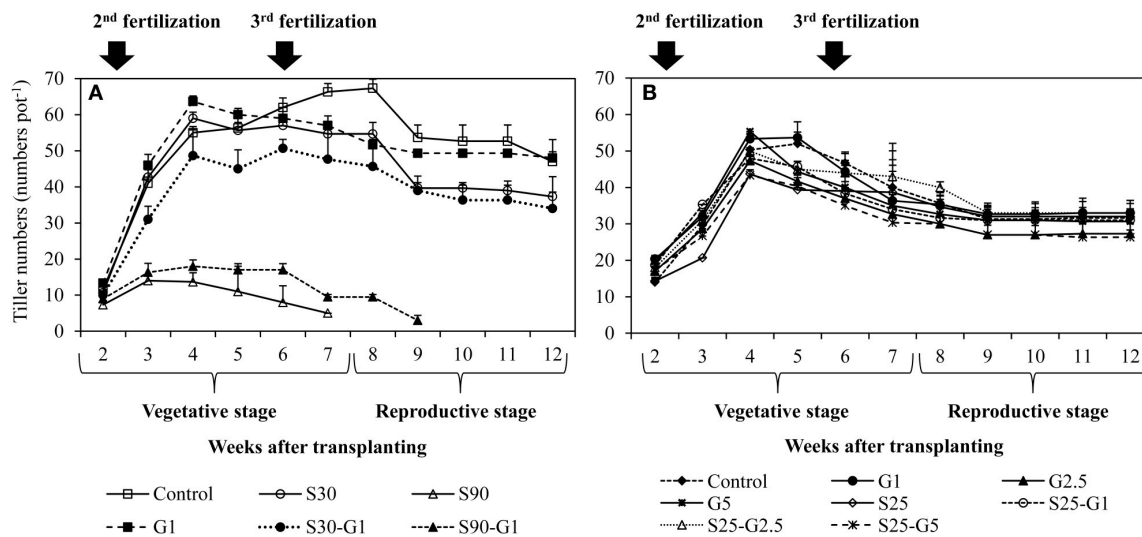 2nd fertilization 3rd fertilization
A
Tiller numbers (numbers pot-1)
70
60
50
40
30
20
10
0
2 3 4 5 6 7 8 9 10 11 12
Vegetative stage Reproductive stage
Weeks after transplanting
Control S30 S90
G1 S30-G1 S90-G1
2nd fertilization 3rd fertilization
B
70
60
50
40
30
20
10
0
2 3 4 5 6 7 8 9 10 11 12
Vegetative stage Reproductive stage
Weeks after transplanting
Control G1 G2.5
G5 S25 S25-G1
S25-G2.5 S25-G5